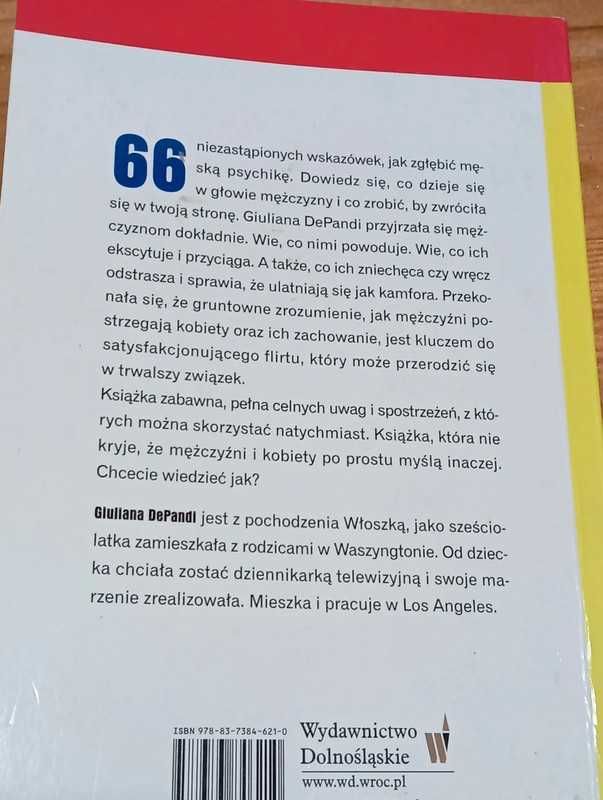 66 niezastąpionych wskazówek, jak zgłębić mę-
ską psychikę. Dowiedz się, co dzieje się
w głowie mężczyzny i co zrobić, by zwróciła
się w twoją stronę. Giuliana DePandi przyjrzała się męż-
czyznom dokładnie. Wie, co nimi powoduje. Wie, co ich
ekscytuje i przyciąga. A także, co ich zniechęca czy wręcz
odstrasza i sprawia, że ulatniają się jak kamfora. Przeko-
nała się, że gruntowne zrozumienie, jak mężczyźni po-
strzegają kobiety oraz ich zachowanie, jest kluczem do
satysfakcjonującego flirtu, który może przerodzić się
w trwalszy związek.
Książka zabawna, pełna celnych uwag i spostrzeżeń, z któ-
rych można skorzystać natychmiast. Książka, która nie
kryje, że mężczyźni i kobiety po prostu myślą inaczej.
Chcecie wiedzieć jak?
Giuliana DePandi jest z pochodzenia Włoszką, jako sześcio-
latka zamieszkała z rodzicami w Waszyngtonie. Od dziec-
ka chciała zostać dziennikarką telewizyjną i swoje ma-
rzenie zrealizowała. Mieszka i pracuje w Los Angeles.
ISBN 978-83-7384-621-0
Wydawnictwo
Dolnośląskie
www.wd.wroc.pl